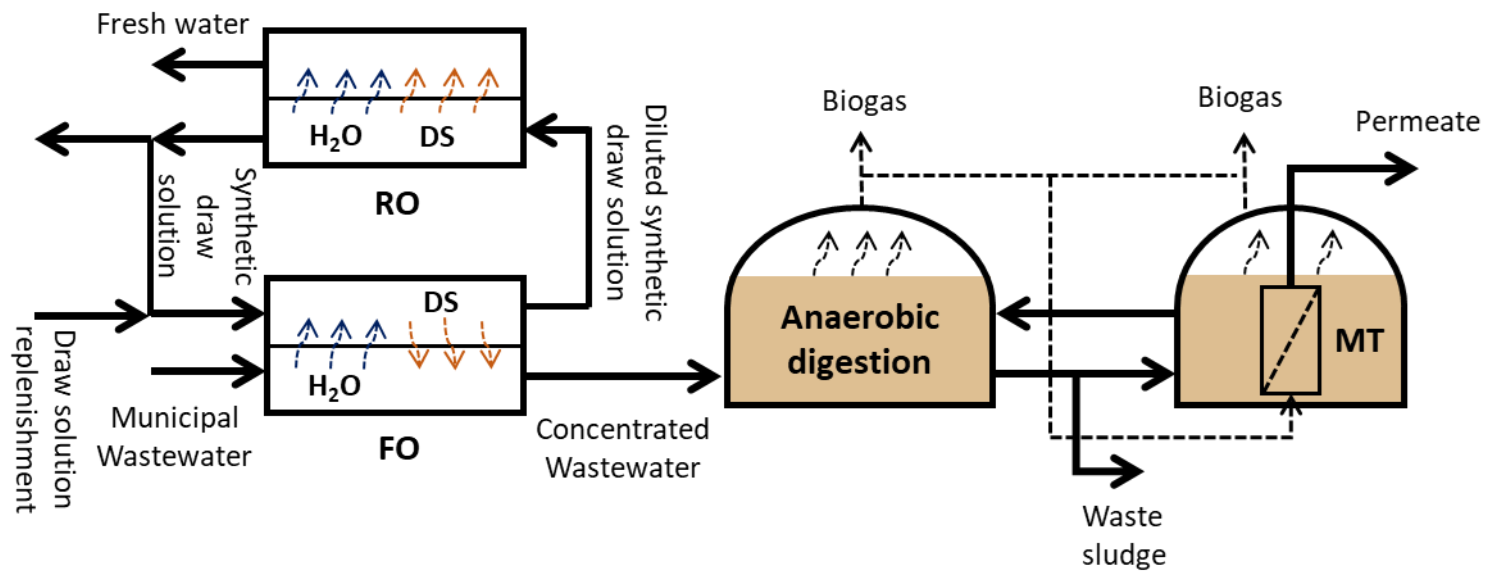 Fresh water
H₂O
DS
RO
Synthetic
draw
solution
Diluted synthetic
draw solution
Draw solution
replenishment
DS
H₂O
FO
Municipal
Wastewater
Concentrated
Wastewater
Biogas
Anaerobic
digestion
Biogas
Permeate
MT
Waste
sludge